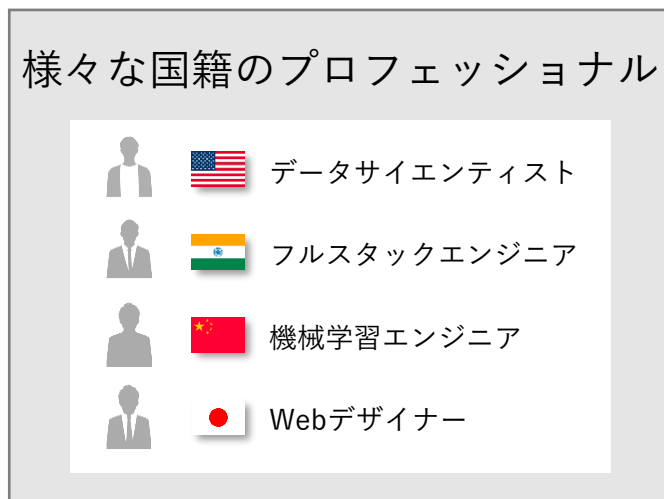 様々な国籍のプロフェッショナル
データサイエンティスト
フルスタックエンジニア
機械学習エンジニア
Webデザイナー